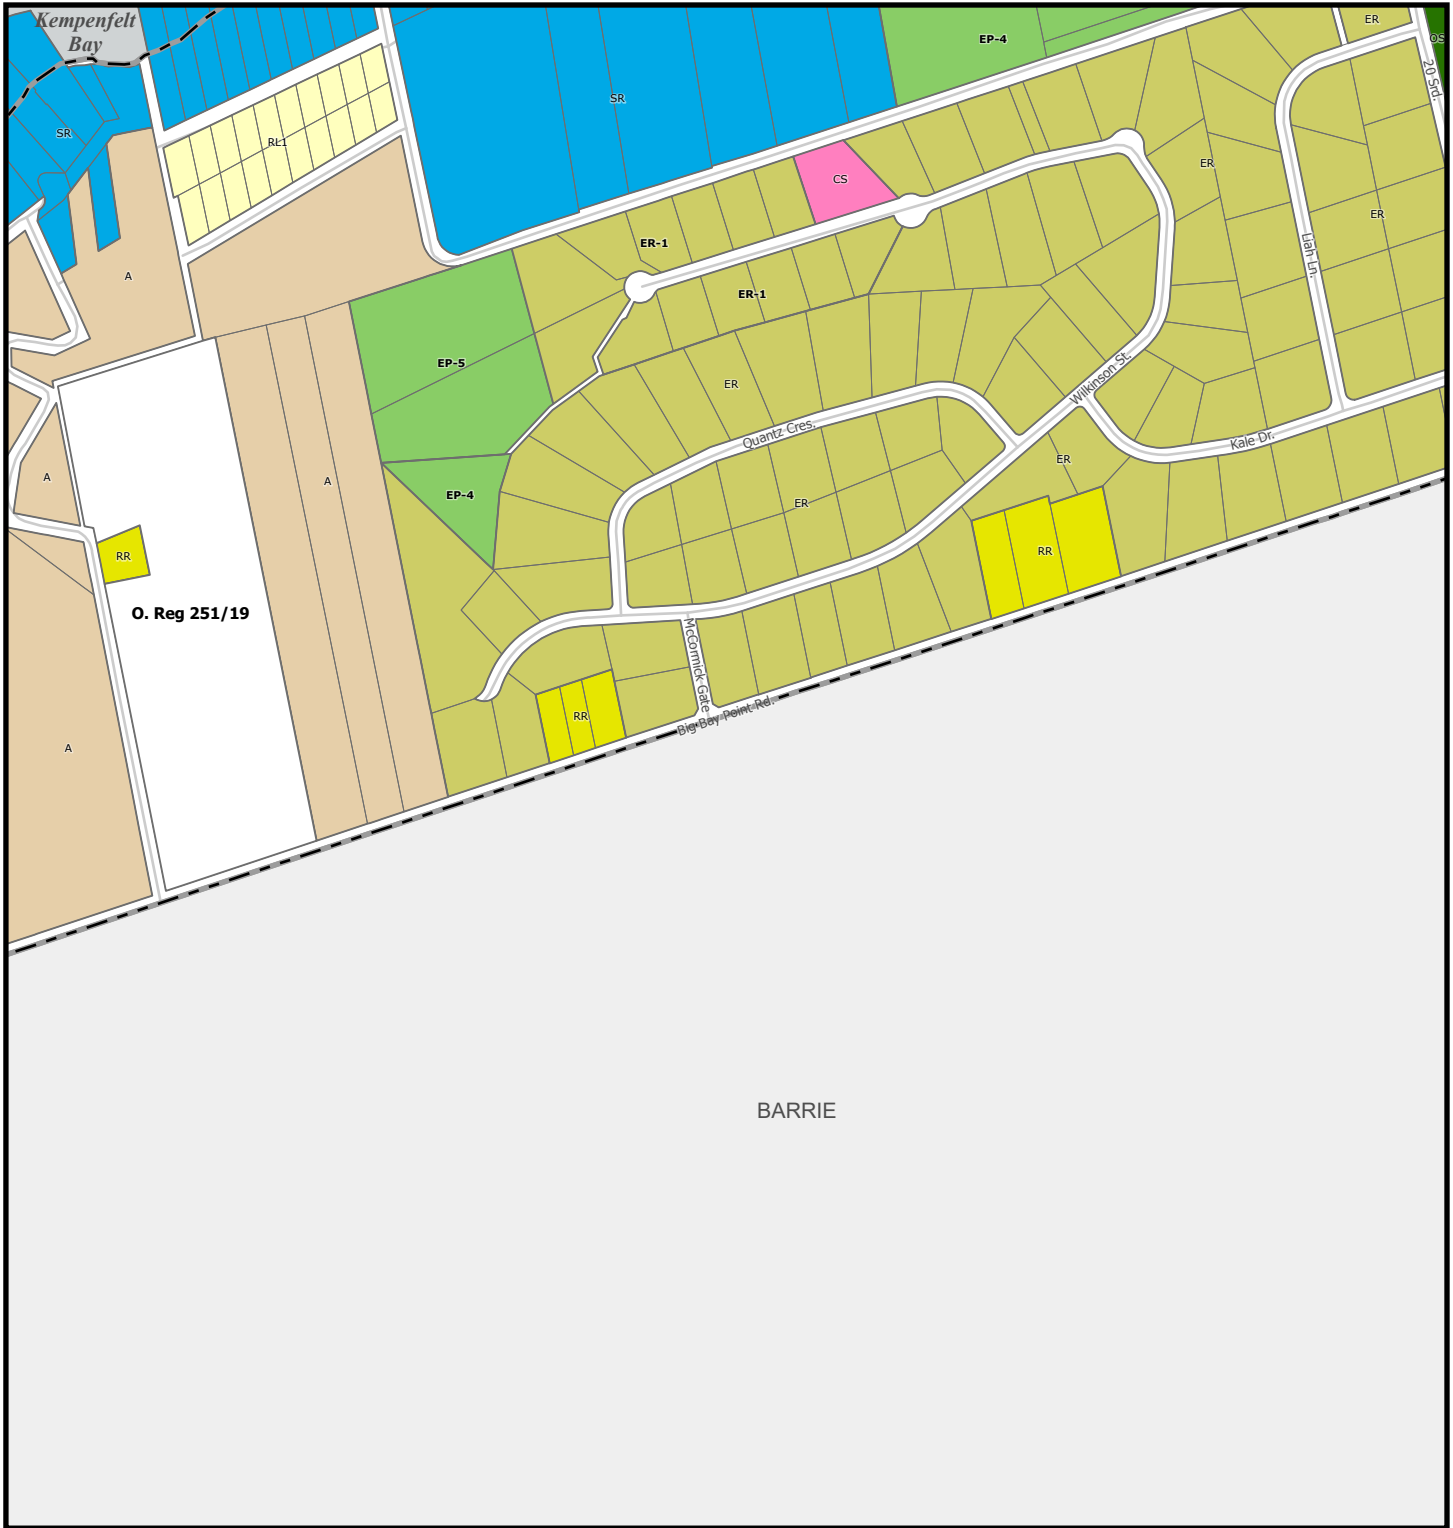 Kempenfelt
Bay
EP-4
ER
OS
20 Srd.
SR
SR
RL1
ER
CS
ER
ER-1
Liah Ln.
A
ER-1
EP-5
Wilkinson St.
ER
Quantz Cres.
Kale Dr.
ER
A
A
EP-4
ER
RR
RR
O. Reg 251/19
McCormick Gate
RR
Big Bay Point Rd.
A
BARRIE